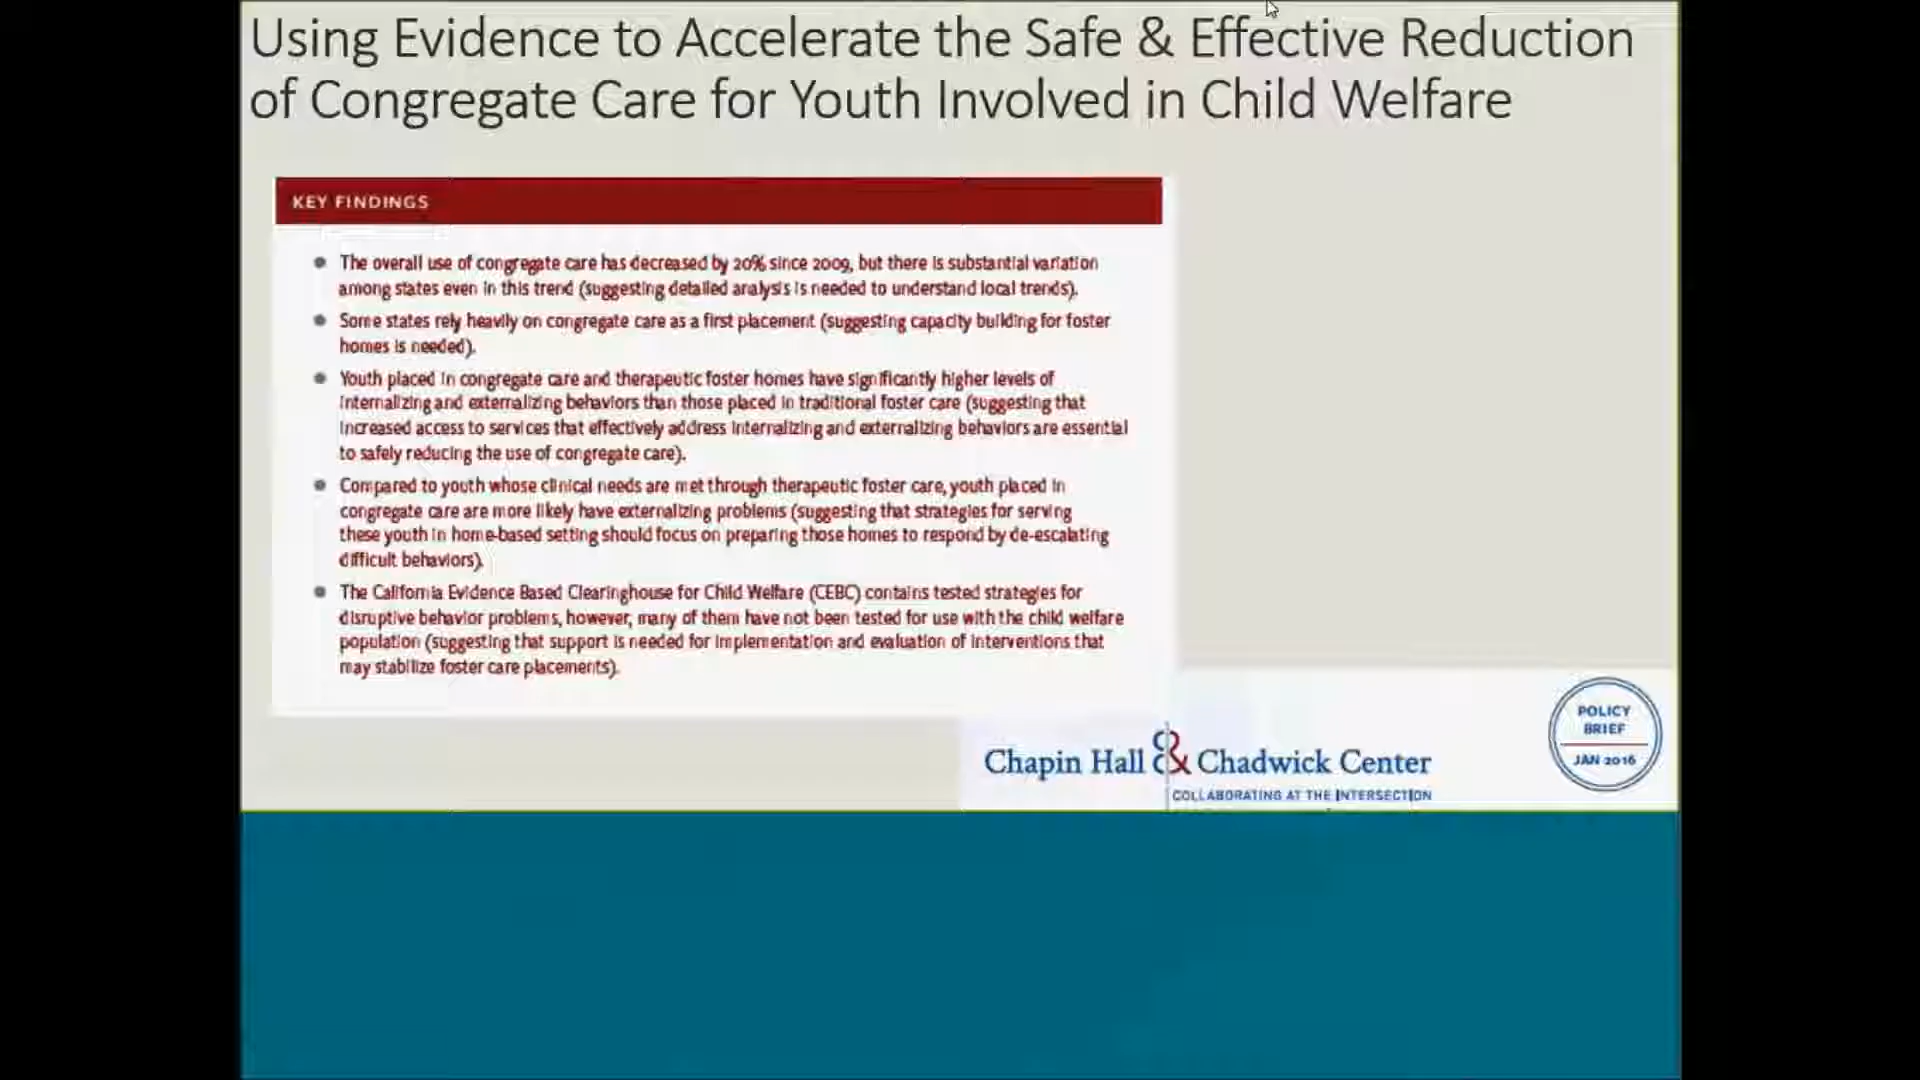 Using Evidence to Accelerate the Safe & Effective Reduction
of Congregate Care for Youth Involved in Child Welfare
KEY FINDINGS
The overall use of congregate care has decreased by 20% since 2009, but there is substantial variation
among states even in this trend (suggesting detailed analysis is needed to understand local trends).
Some states rely heavily on congregate care as a first placement (suggesting capacity building for foster
homes is needed).
Youth placed in congregate care and therapeutic foster homes have significantly higher levels of
internalizing and externalizing behaviors than those placed in traditional foster care (suggesting that
increased access to services that effectively address internalizing and externalizing behaviors are essential
to safely reducing the use of congregate care).
Compared to youth whose clinical needs are met through therapeutic foster care, youth placed in
congregate care are more likely have externalizing problems (suggesting that strategies for serving
these youth in home-based setting should focus on preparing those homes to respond by de-escalating
difficult behaviors).
The California Evidence Based Clearinghouse for Child Welfare (CEBC) contains tested strategies for
disruptive behavior problems, however, many of them have not been tested for use with the child welfare
population (suggesting that support is needed for implementation and evaluation of interventions that
may stabilize foster care placements).
Chapin Hall & Chadwick Center
COLLABORATING AT THE INTERSECTION
POLICY
BRIEF
JAN 2016